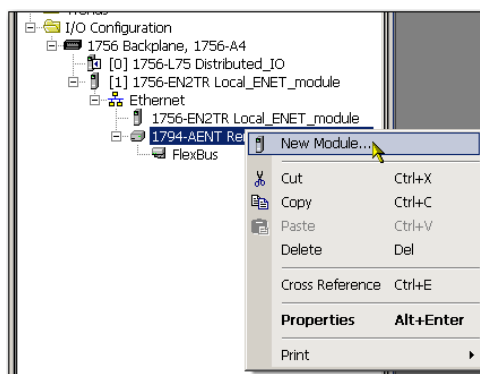 I/O Configuration
1756 Backplane, 1756-A4
[0] 1756-L75 Distributed_IO
[1] 1756-EN2TR Local_ENET_module
Ethernet
1756-EN2TR Local_ENET_module
1794-AENT
FlexBus
New Module...
Cut Ctrl+X
Copy Ctrl+C
Paste Ctrl+V
Delete Del
Cross Reference Ctrl+E
Properties Alt+Enter
Print